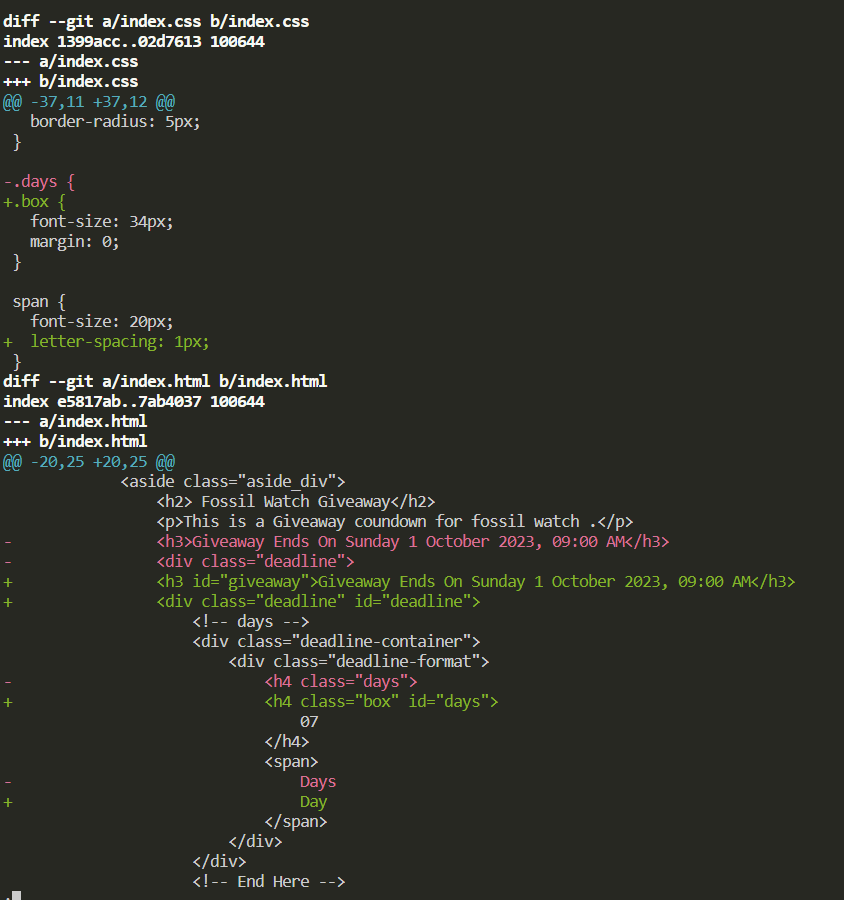 diff --git a/index.css b/index.css
index 1399acc..02d7613 100644
--- a/index.css
+++ b/index.css
@@ -37,11 +37,12 @@
   border-radius: 5px;
 }

-.days {
+.box {
   font-size: 34px;
   margin: 0;
 }

 span {
   font-size: 20px;
+  letter-spacing: 1px;
 }
diff --git a/index.html b/index.html
index e5817ab..7ab4037 100644
--- a/index.html
+++ b/index.html
@@ -20,25 +20,25 @@
             <aside class="aside_div">
                 <h2> Fossil Watch Giveaway</h2>
                 <p>This is a Giveaway coundown for fossil watch .</p>
-                <h3>Giveaway Ends On Sunday 1 October 2023, 09:00 AM</h3>
-                <div class="deadline">
+                <h3 id="giveaway">Giveaway Ends On Sunday 1 October 2023, 09:00 AM</h3>
+                <div class="deadline" id="deadline">
                     <!-- days -->
                     <div class="deadline-container">
                         <div class="deadline-format">
-                            <h4 class="days">
+                            <h4 class="box" id="days">
                                 07
                             </h4>
                             <span>
-                                Days
+                                Day
                             </span>
                         </div>
                     </div>
                     <!-- End Here -->
: